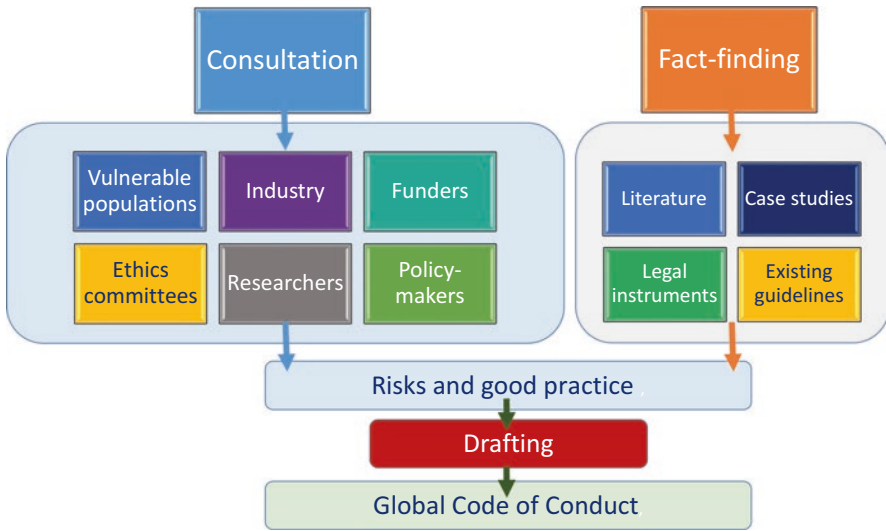 Consultation
Fact-finding
Vulnerable
populations
Industry
Funders
Ethics
committees
Researchers
Policy-
makers
Literature
Case studies
Legal
instruments
Existing
guidelines
Risks and good practice
Drafting
Global Code of Conduct